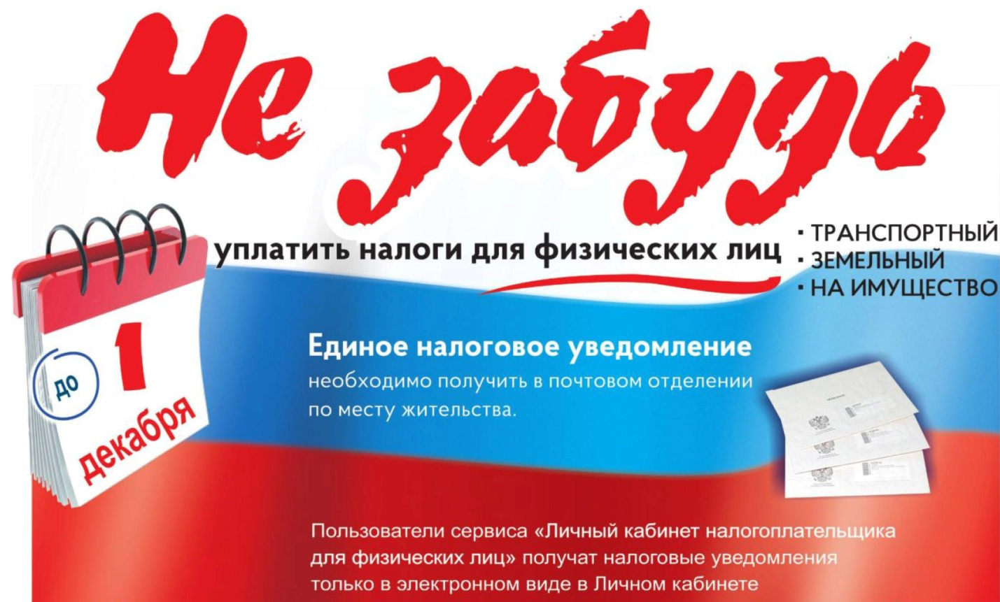 Не забудь
уплатить налоги для физических лиц
▪ ТРАНСПОРТНЫЙ
▪ ЗЕМЕЛЬНЫЙ
▪ НА ИМУЩЕСТВО
до
1
декабря
Единое налоговое уведомление
необходимо получить в почтовом отделении
по месту жительства.
Пользователи сервиса «Личный кабинет налогоплательщика
для физических лиц» получат налоговые уведомления
только в электронном виде в Личном кабинете